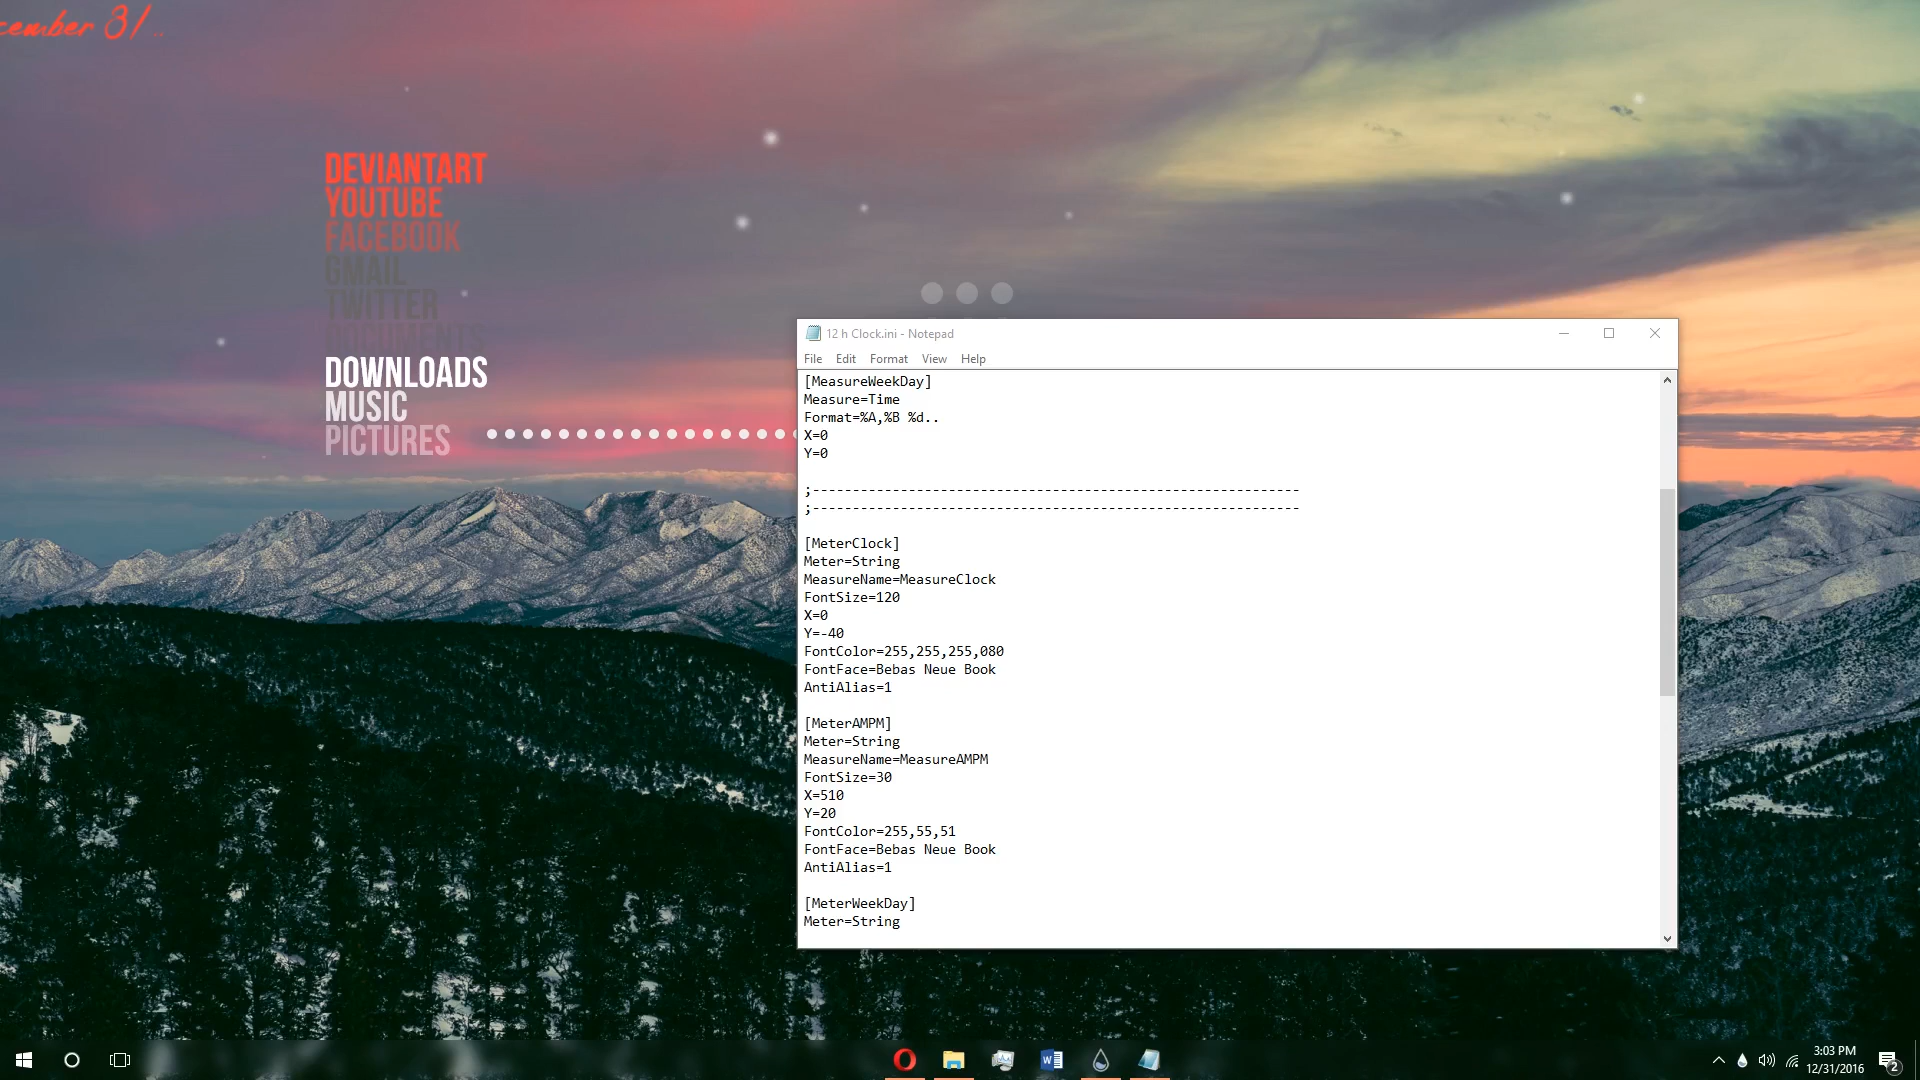 cember 31..
DEVIANTART
YOUTUBE
FACEBOOK
GMAIL
TWITTER
DOCUMENTS
DOWNLOADS
MUSIC
PICTURES
12 h Clock.ini - Notepad
File Edit Format View Help
[MeasureWeekDay]
Measure=Time
Format=%A,%B %d..
X=0
Y=0
;-------------------------------------------------------------
;-------------------------------------------------------------
[MeterClock]
Meter=String
MeasureName=MeasureClock
FontSize=120
X=0
Y=-40
FontColor=255,255,255,080
FontFace=Bebas Neue Book
AntiAlias=1
[MeterAMPM]
Meter=String
MeasureName=MeasureAMPM
FontSize=30
X=510
Y=20
FontColor=255,55,51
FontFace=Bebas Neue Book
AntiAlias=1
[MeterWeekDay]
Meter=String
3:03 PM
12/31/2016
2